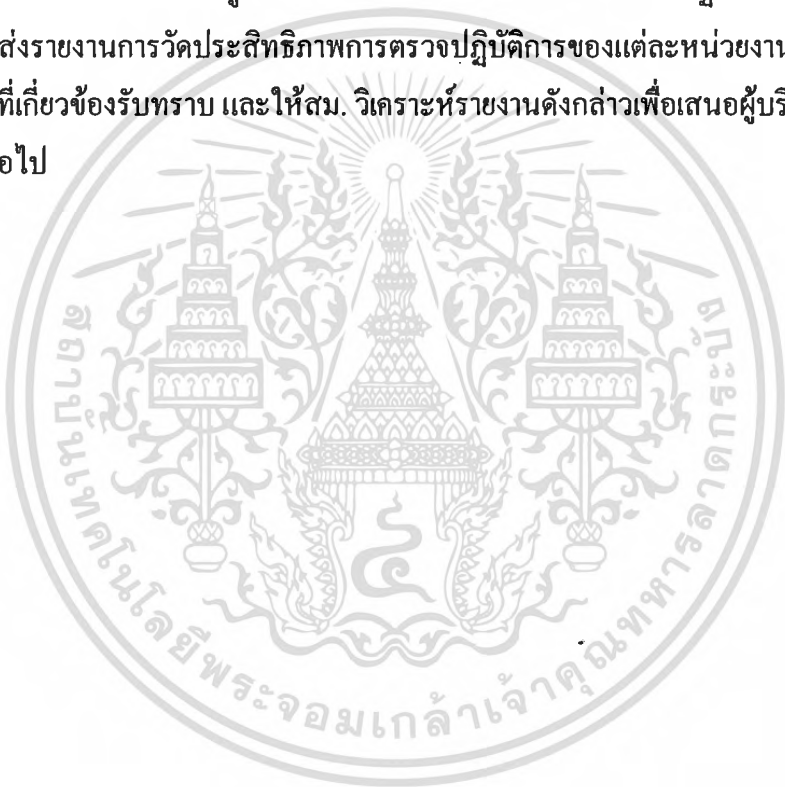 ส่งรายงานการวัดประสิทธิภาพการตรวจปฏิบัติการของแต่ละหน่วยงาน
ที่เกี่ยวข้องรับทราบ และให้สม. วิเคราะห์รายงานดังกล่าวเพื่อเสนอผู้บริ
อไป
สถาบันเทคโนโลยีพระจอมเกล้าเจ้าคุณทหารลาดกระบัง